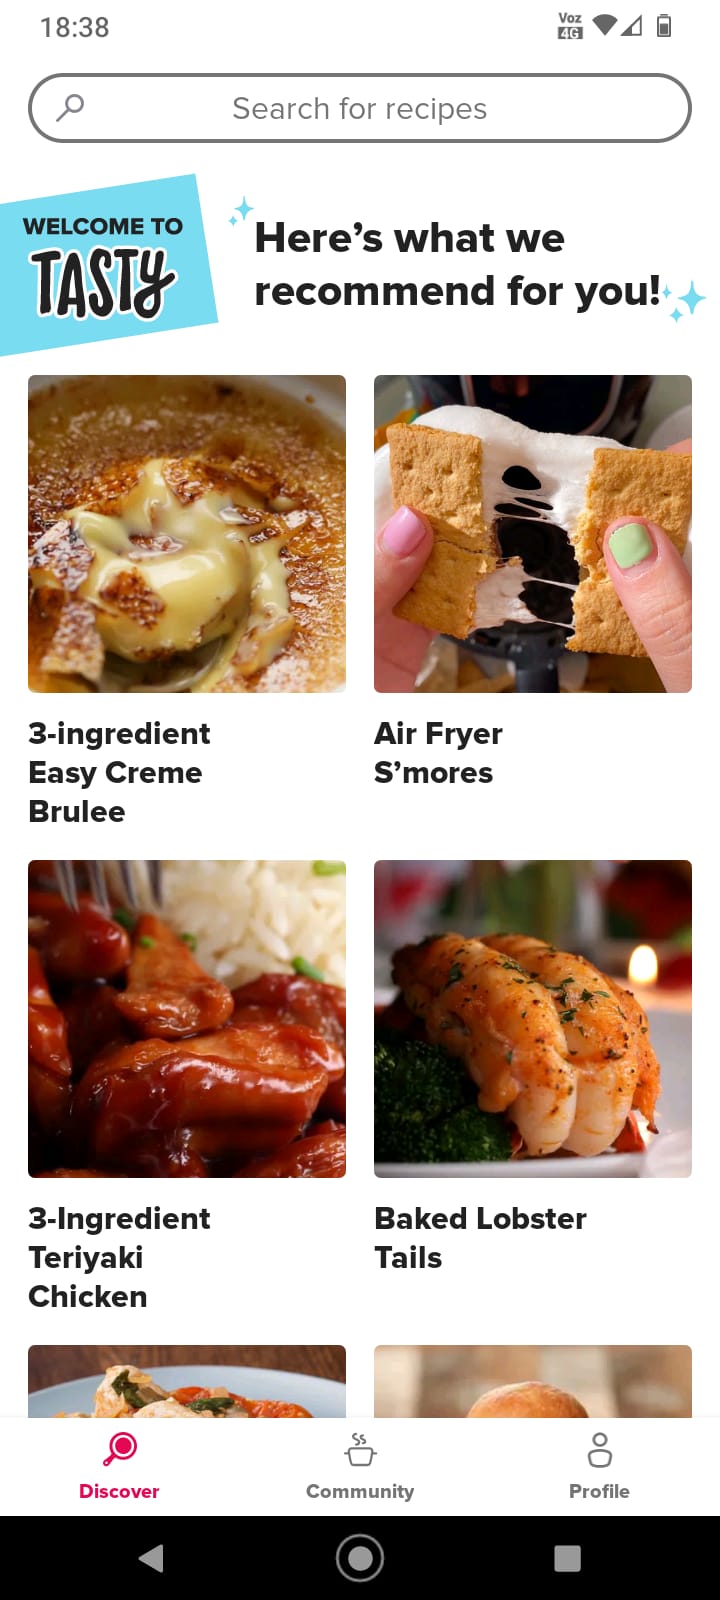 18:38
Voz
4G
Search for recipes
WELCOME TO
TASTY
Here’s what we
recommend for you!
3-ingredient
Easy Creme
Brulee
Air Fryer
S’mores
3-Ingredient
Teriyaki
Chicken
Baked Lobster
Tails
Discover
Community
Profile